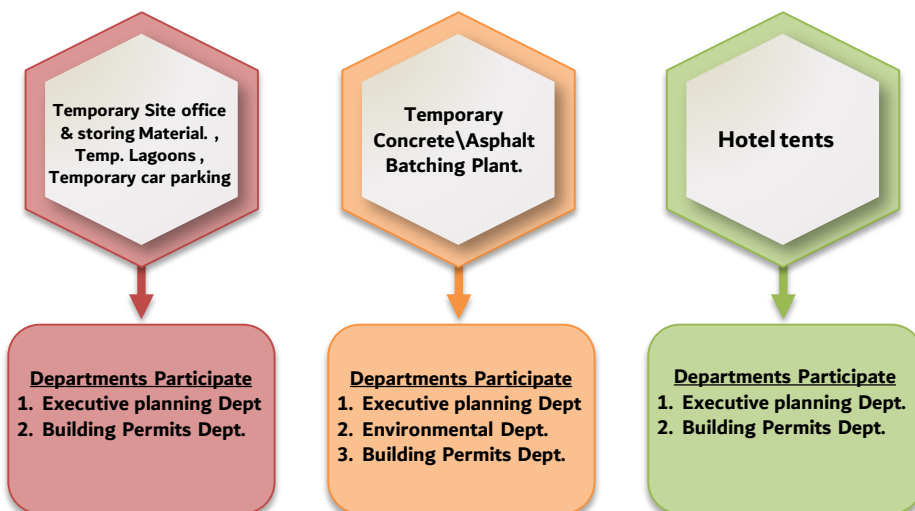 Temporary Site office
& storing Material. ,
Temp. Lagoons ,
Temporary car parking
Temporary
Concrete\Asphalt
Batching Plant.
Hotel tents
Departments Participate
1. Executive planning Dept
2. Building Permits Dept.
Departments Participate
1. Executive planning Dept
2. Environmental Dept.
3. Building Permits Dept.
Departments Participate
1. Executive planning Dept.
2. Building Permits Dept.